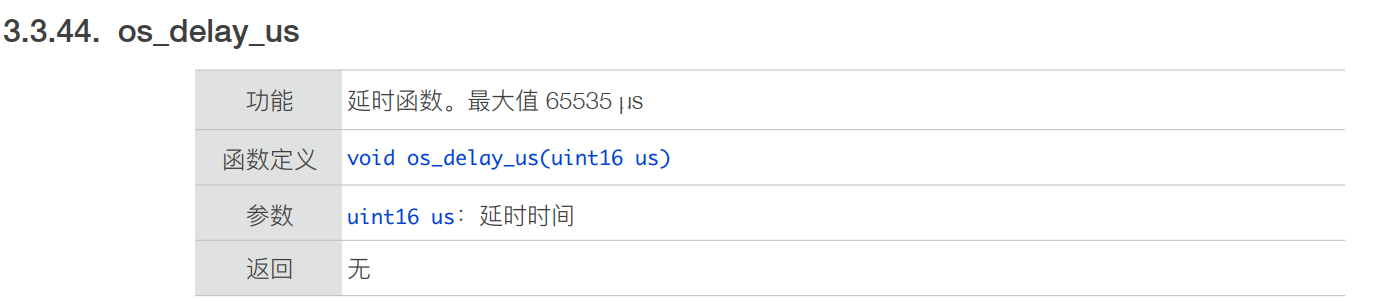 3.3.44. os_delay_us
功能 延时函数。最大值 65535 μs
函数定义 void os_delay_us(uint16 us)
参数 uint16 us：延时时间
返回 无